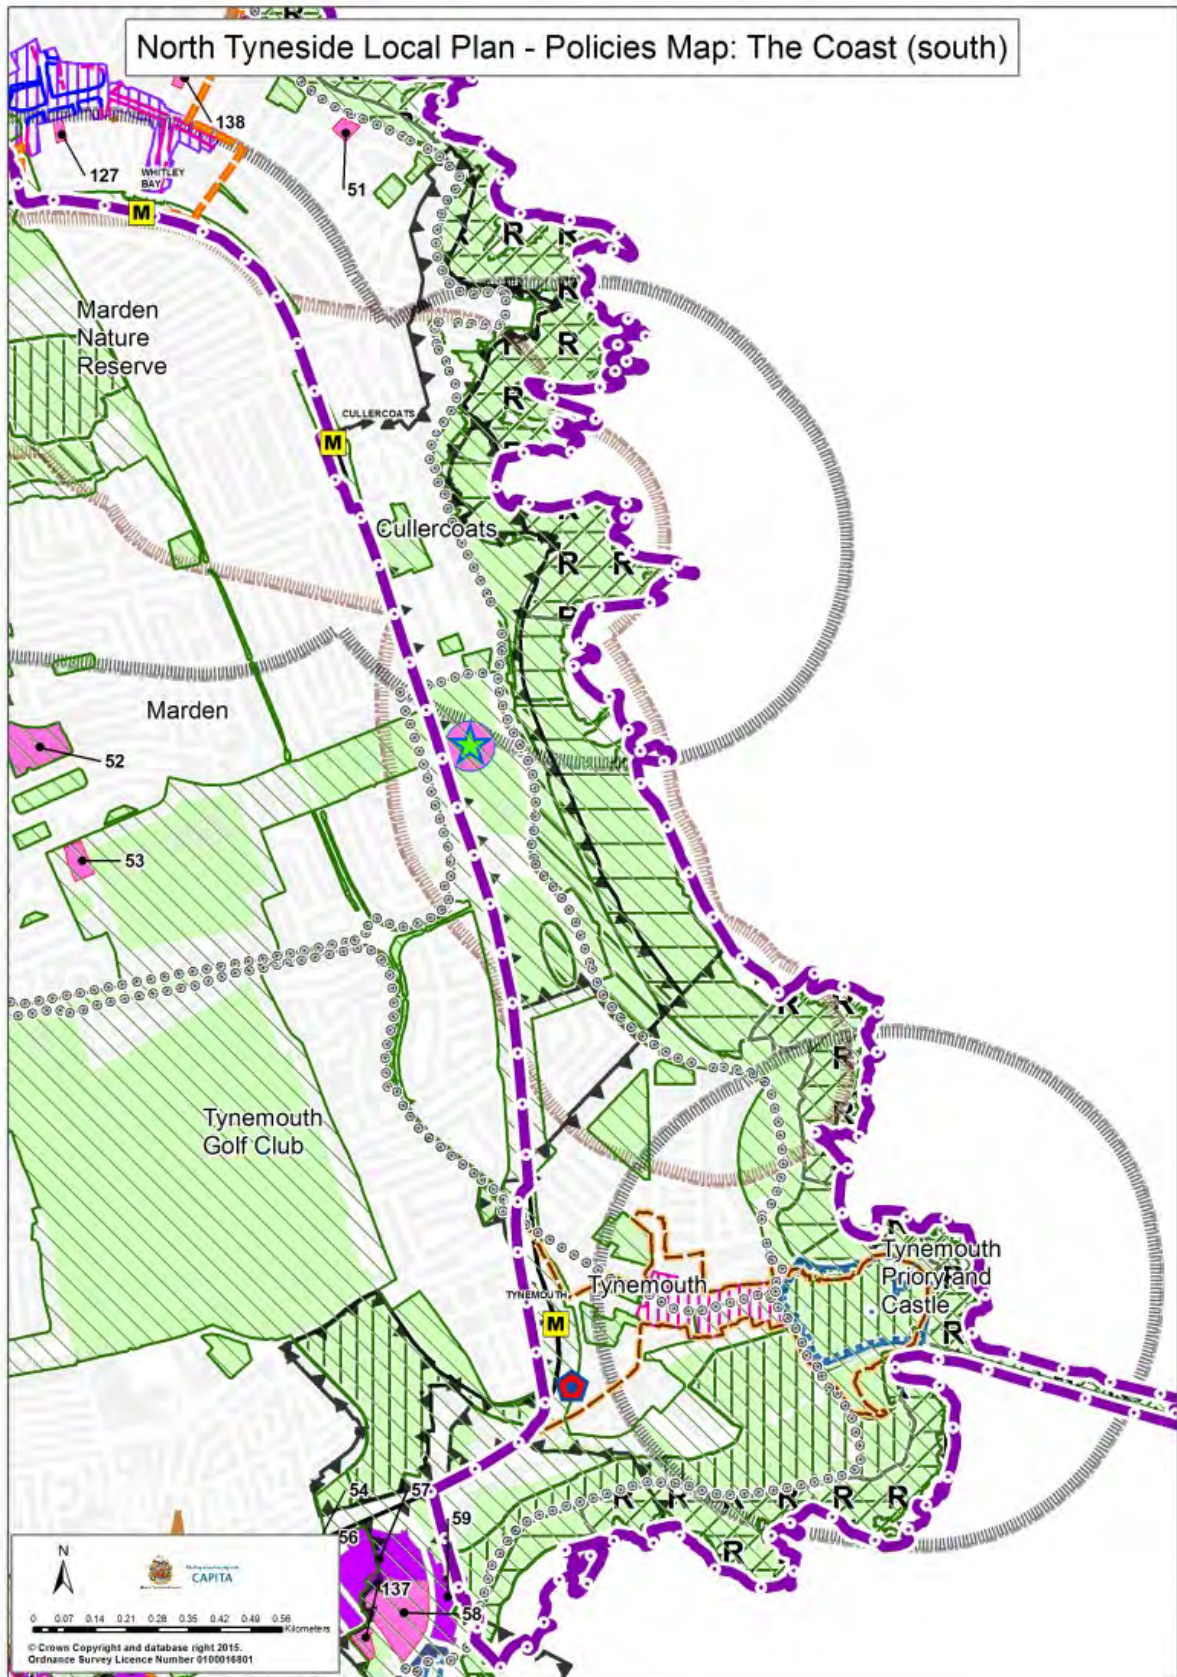 North Tyneside Local Plan - Policies Map: The Coast (south)
138
127
WHITLEY
BAY
51
M
Marden
Nature
Reserve
R R
R
R R
R
CULLERCOATS
M
Cullercoats
R R
R
Marden
52
53
R R
R
R
Tynemouth
Golf Club
Tynemouth
Priory and
Castle
R
R
Tynemouth
TYNEMOUTH
M
R
54
57
59
56
R R R R R R
R
137
58
N
CAPITA
0 0.07 0.14 0.21 0.28 0.35 0.42 0.49 0.56
Kilometers
© Crown Copyright and database right 2015.
Ordnance Survey Licence Number 0100016801